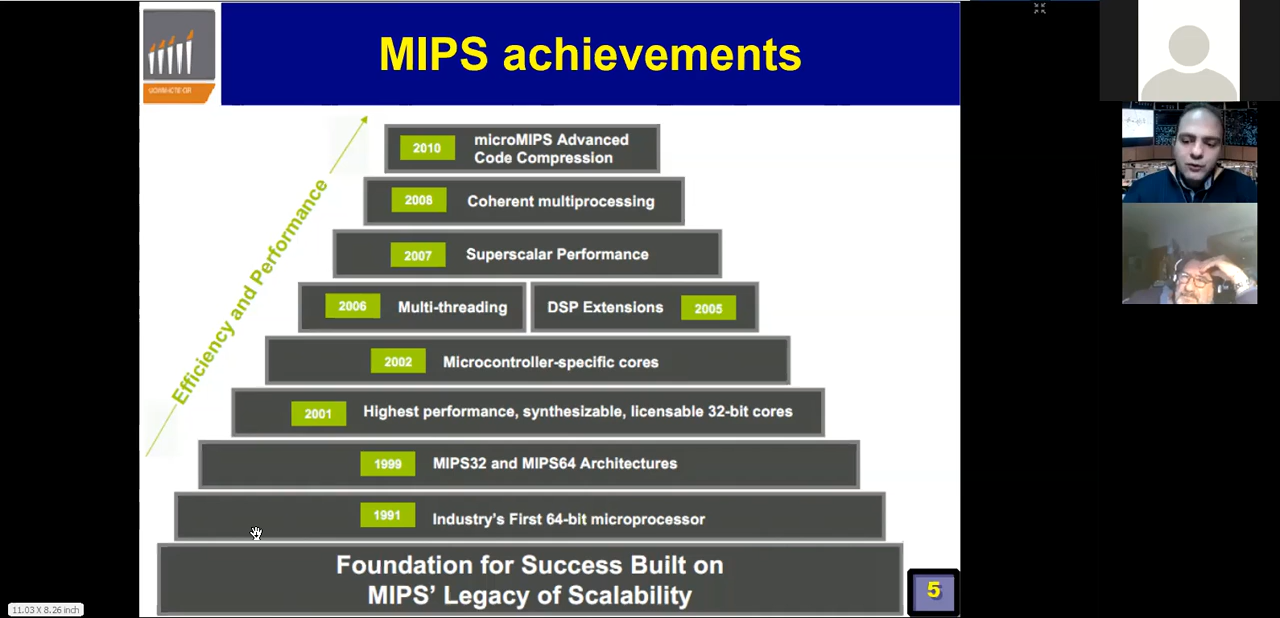 MIPS achievements
2010 microMIPS Advanced
Code Compression
2008 Coherent multiprocessing
2007 Superscalar Performance
2006 Multi-threading DSP Extensions 2005
2002 Microcontroller-specific cores
2001 Highest performance, synthesizable, licensable 32-bit cores
1999 MIPS32 and MIPS64 Architectures
1991 Industry's First 64-bit microprocessor
Foundation for Success Built on
MIPS' Legacy of Scalability
Efficiency and Performance
5
11.03 X 8.26 inch